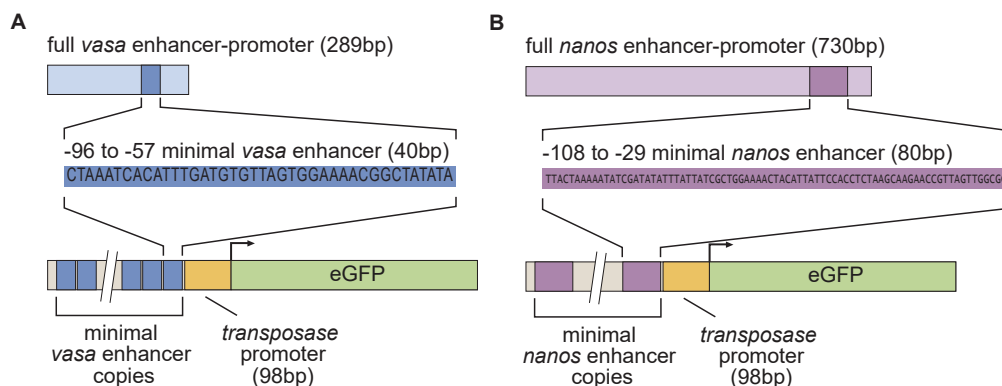 A
full vasa enhancer-promoter (289bp)
-96 to -57 minimal vasa enhancer (40bp)
CTAAATCACATTTGATGTGTTAGTGGAAAACGGCTATATA
eGFP
minimal
vasa enhancer
copies
transposase
promoter
(98bp)
B
full nanos enhancer-promoter (730bp)
-108 to -29 minimal nanos enhancer (80bp)
TTACTAAAAATATCGATATATTTATTATCGCTGGAAAACTACATTATTCCACCTCTAAGCAAGAACCGTTAGTTGGCG
eGFP
minimal
nanos enhancer
copies
transposase
promoter
(98bp)